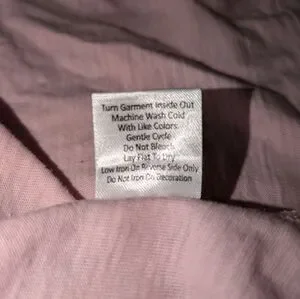 Turn Garment Inside Out
Machine Wash Cold
With Like Colors
Gentle Cycle
Do Not Bleach
Lay Flat To Dry
Low Iron On Reverse Side Only
Do Not Iron On Decoration